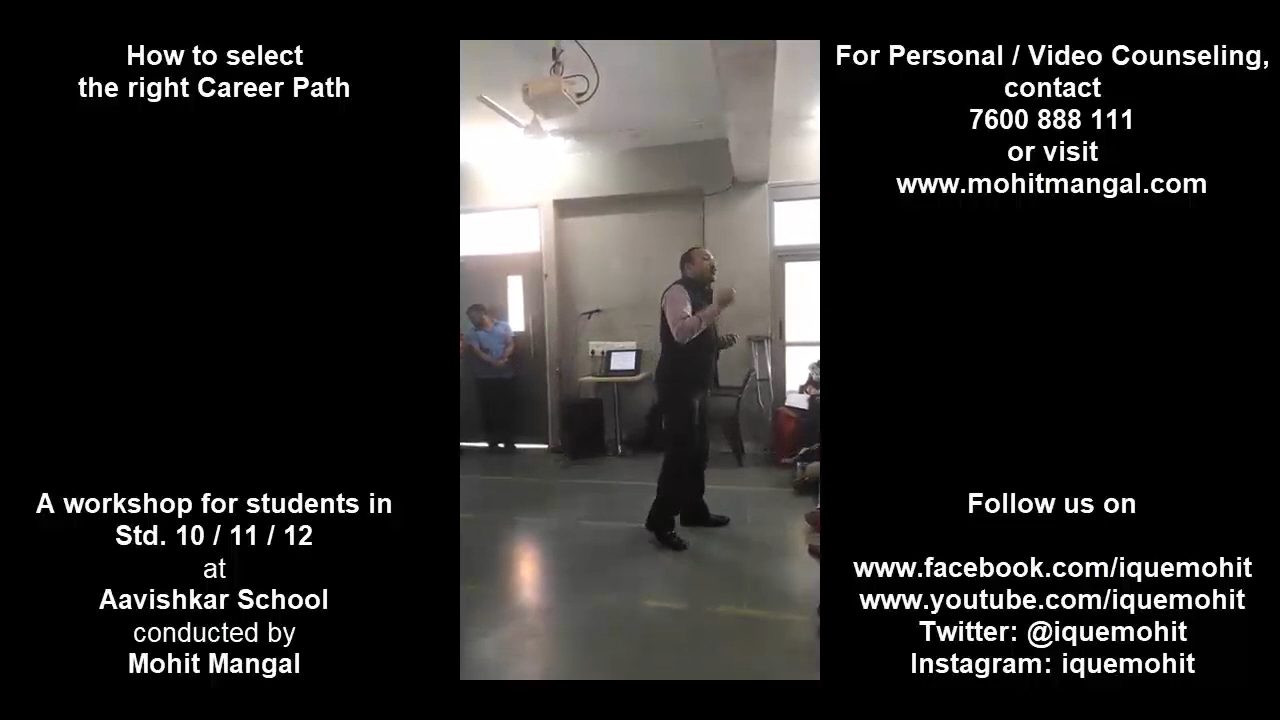 How to select
the right Career Path
A workshop for students in
Std. 10 / 11 / 12
at
Aavishkar School
conducted by
Mohit Mangal
For Personal / Video Counseling,
contact
7600 888 111
or visit
www.mohitmangal.com
Follow us on
www.facebook.com/iquemohit
www.youtube.com/iquemohit
Twitter: @iquemohit
Instagram: iquemohit